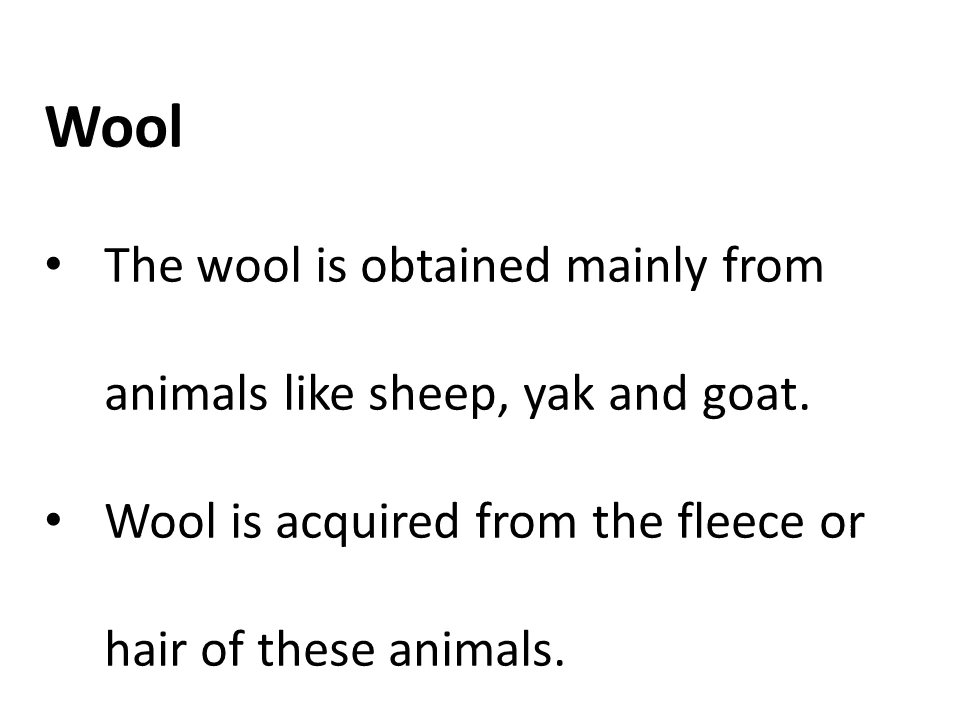 Wool
• The wool is obtained mainly from
animals like sheep, yak and goat.
• Wool is acquired from the fleece or
hair of these animals.